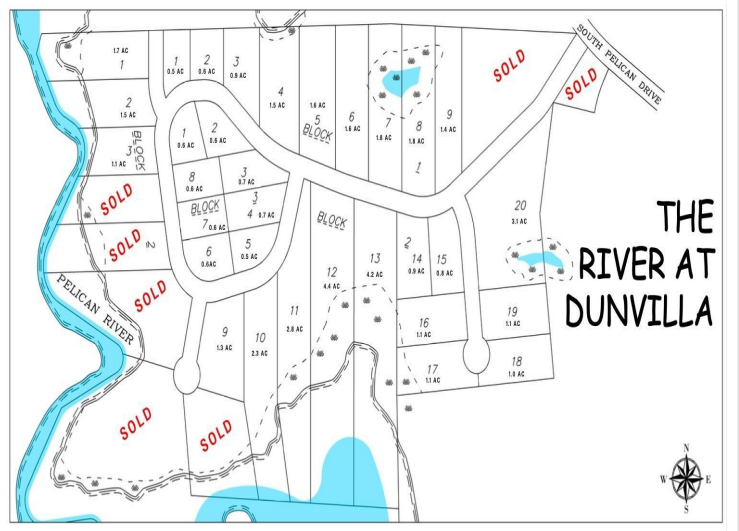 SOUTH PELICAN DRIVE
1.7 AC
1
1
0.5 AC
2
0.6 AC
3
0.9 AC
4
1.5 AC
1.6 AC
5
BLOCK
6
1.6 AC
7
1.8 AC
8
1.8 AC
1
9
1.4 AC
SOLD
SOLD
2
1.5 AC
3
1.1 AC
BLOCK
2
SOLD
SOLD
SOLD
PELICAN RIVER
1
0.6 AC
2
0.6 AC
8
0.6 AC
3
0.7 AC
BLOCK
3
7 0.6 AC
4 0.7 AC
6
0.6AC
5
0.5 AC
BLOCK
2
20
3.1 AC
THE
RIVER AT
DUNVILLA
9
1.3 AC
10
2.3 AC
11
2.8 AC
12
4.4 AC
13
4.2 AC
14
0.9 AC
15
0.8 AC
16
1.1 AC
19
1.1 AC
17
1.1 AC
18
1.0 AC
SOLD
SOLD
N
W E
S